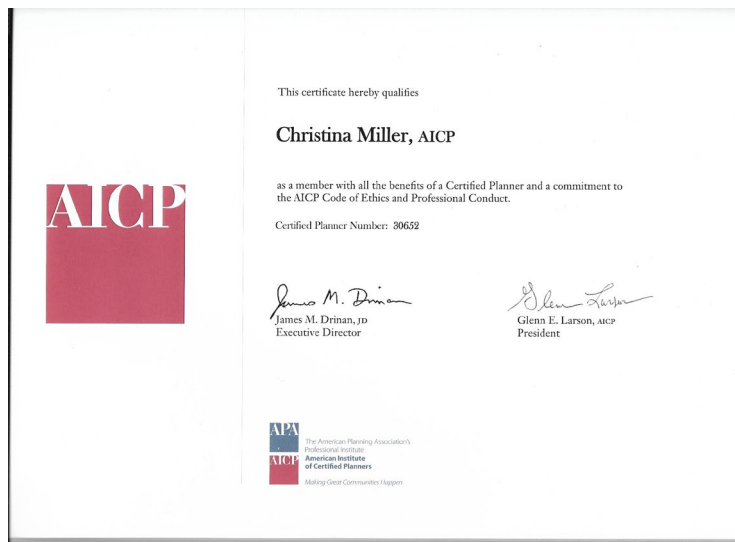 This certificate hereby qualifies
Christina Miller, AICP
AICP
as a member with all the benefits of a Certified Planner and a commitment to
the AICP Code of Ethics and Professional Conduct.
Certified Planner Number: 30652
James M. Drinan
Glenn Larson
James M. Drinan, JD
Executive Director
Glenn E. Larson, AICP
President
APA
The American Planning Association's
Professional Institute
AICP
American Institute
of Certified Planners
Making Great Communities Happen